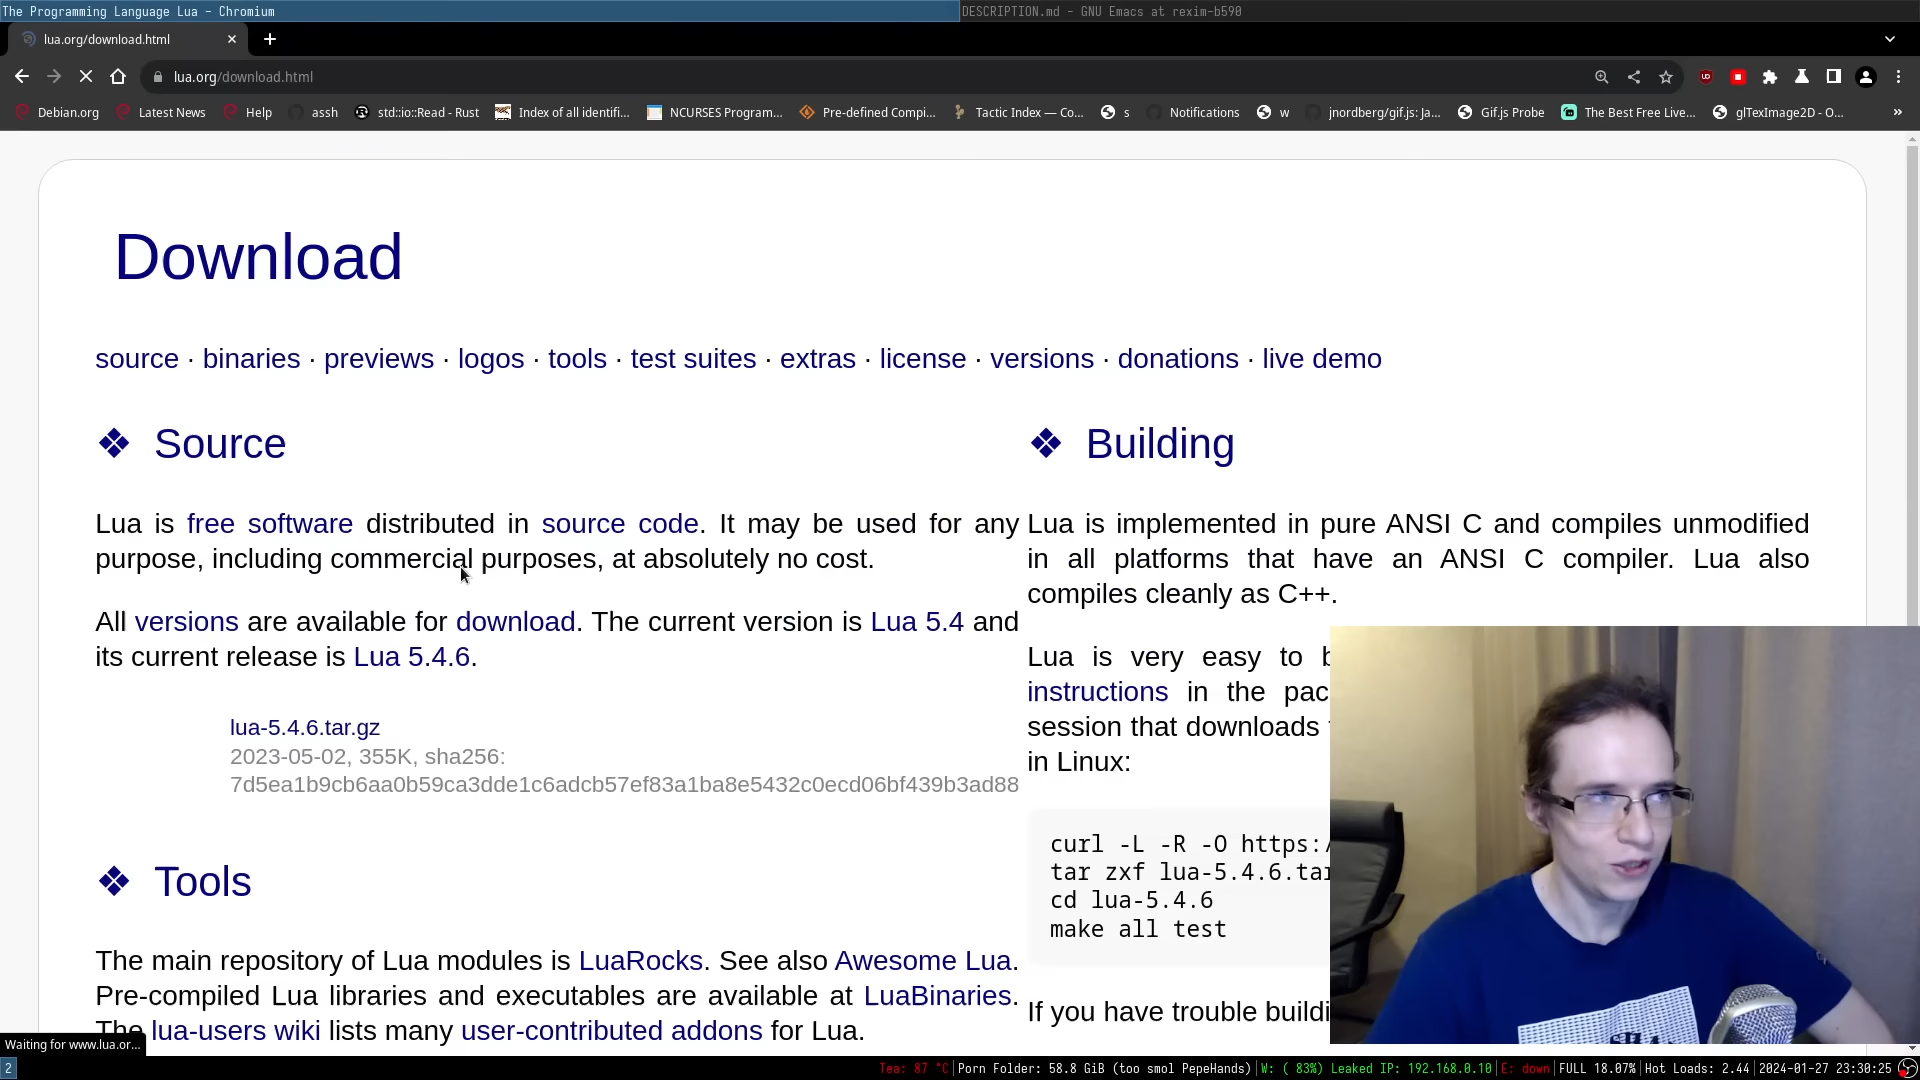 The Programming Language Lua - Chromium
DESCRIPTION.md - GNU Emacs at rexim-b590
lua.org/download.html
lua.org/download.html
Debian.org Latest News Help assh std::io::Read - Rust Index of all identifi... NCURSES Program... Pre-defined Compi... Tactic Index — Co... s Notifications w jnordberg/gif.js: Ja... Gif.js Probe The Best Free Live... glTexImage2D - O... »
Download
source · binaries · previews · logos · tools · test suites · extras · license · versions · donations · live demo
Source
Lua is free software distributed in source code. It may be used for any
purpose, including commercial purposes, at absolutely no cost.
All versions are available for download. The current version is Lua 5.4 and
its current release is Lua 5.4.6.
lua-5.4.6.tar.gz
2023-05-02, 355K, sha256:
7d5ea1b9cb6aa0b59ca3dde1c6adcb57ef83a1ba8e5432c0ecd06bf439b3ad88
Tools
The main repository of Lua modules is LuaRocks. See also Awesome Lua.
Pre-compiled Lua libraries and executables are available at LuaBinaries.
The lua-users wiki lists many user-contributed addons for Lua.
Building
Lua is implemented in pure ANSI C and compiles unmodified
in all platforms that have an ANSI C compiler. Lua also
compiles cleanly as C++.
Lua is very easy to
instructions in the pac
session that downloads
in Linux:
curl -L -R -O https:/
tar zxf lua-5.4.6.tar
cd lua-5.4.6
make all test
If you have trouble buildi
Waiting for www.lua.or...
2
Tea: 87 °C|Porn Folder: 58.8 GiB (too smol PepeHands)|W: ( 83%) Leaked IP: 192.168.0.10|E: down|FULL 18.07%|Hot Loads: 2.44|2024-01-27 23:30:25